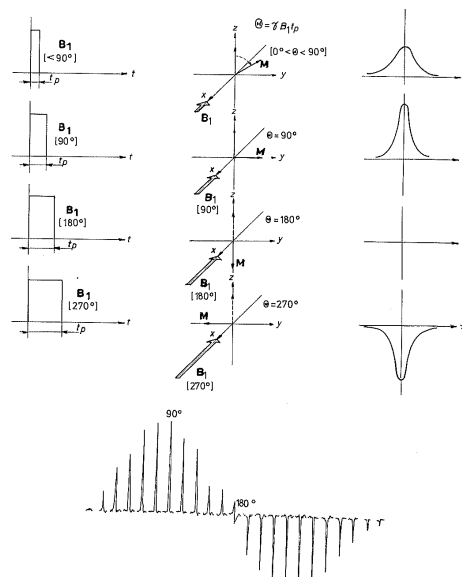 B₁
[<90°]
t
tp
z
Θ = γ B₁tp
[0° < Θ < 90°]
M
y
x
B₁
B₁
[90°]
t
tp
z
Θ = 90°
M
y
x
B₁
[90°]
B₁
[180°]
t
tp
z
Θ = 180°
y
x
M
B₁
[180°]
B₁
[270°]
t
tp
z
Θ = 270°
M
y
x
B₁
[270°]
90°
180°